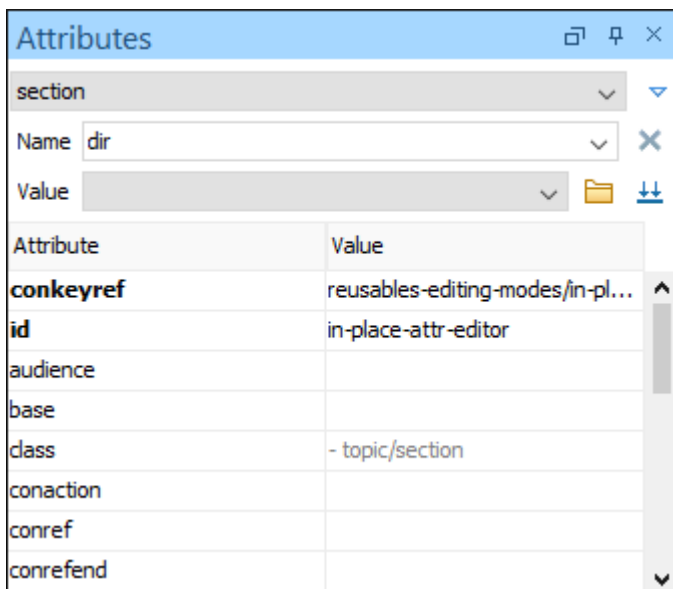 Attributes
section
Name dir
Value
Attribute Value
conkeyref reusables-editing-modes/in-pl...
id in-place-attr-editor
audience
base
class - topic/section
conaction
conref
conrefend